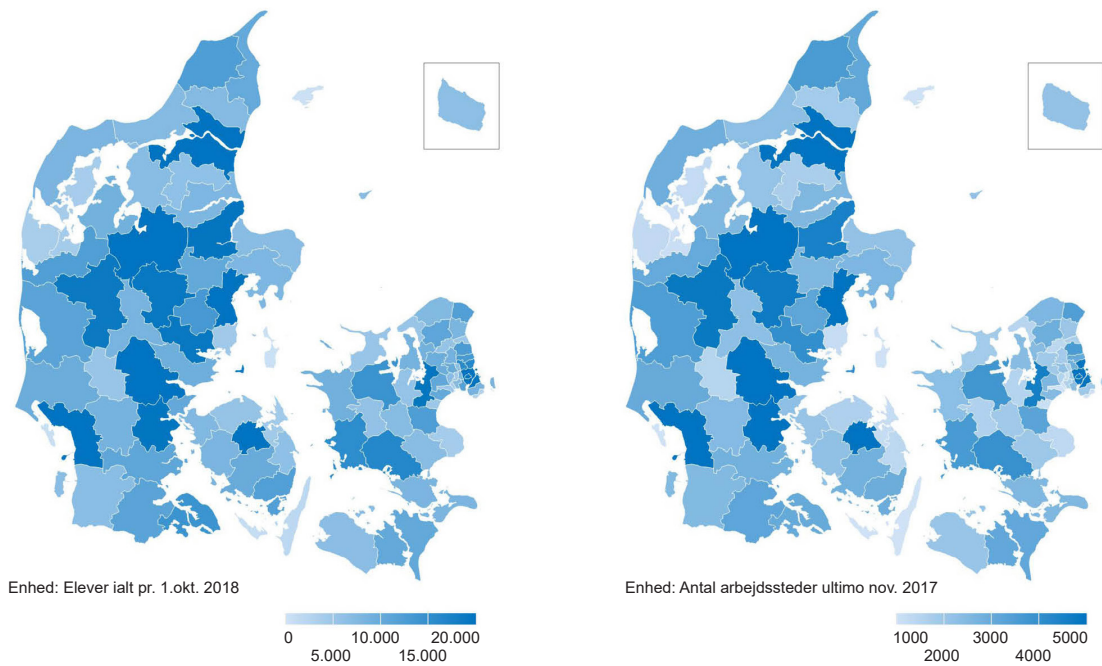 Enhed: Elever ialt pr. 1.okt. 2018
0 10.000 20.000
5.000 15.000
Enhed: Antal arbejdssteder ultimo nov. 2017
1000 3000 5000
2000 4000